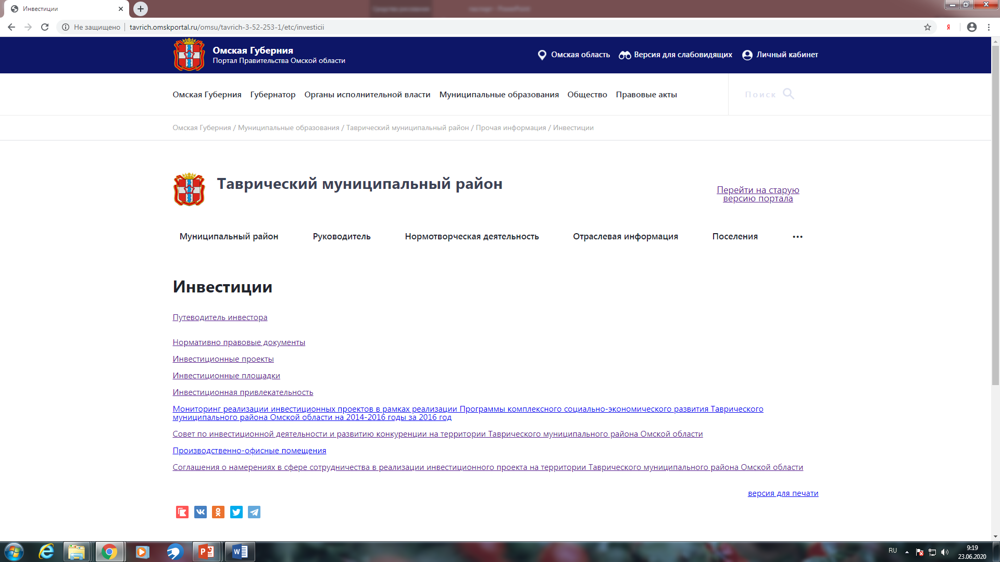 Инвестиции
Не защищено
tavrich.omskportal.ru/omsu/tavrich-3-52-253-1/etc/investicii
Я
Омская Губерния
Портал Правительства Омской области
Омская область
Версия для слабовидящих
Личный кабинет
Омская Губерния Губернатор Органы исполнительной власти Муниципальные образования Общество Правовые акты
Поиск
Омская Губерния / Муниципальные образования / Таврический муниципальный район / Прочая информация / Инвестиции
Таврический муниципальный район
Перейти на старую
версию портала
Муниципальный район Руководитель Нормотворческая деятельность Отраслевая информация Поселения •••
Инвестиции
Путеводитель инвестора
Нормативно правовые документы
Инвестиционные проекты
Инвестиционные площадки
Инвестиционная привлекательность
Мониторинг реализации инвестиционных проектов в рамках реализации Программы комплексного социально-экономического развития Таврического
муниципального района Омской области на 2014-2016 годы за 2016 год
Совет по инвестиционной деятельности и развитию конкуренции на территории Таврического муниципального района Омской области
Производственно-офисные помещения
Соглашения о намерениях в сфере сотрудничества в реализации инвестиционного проекта на территории Таврического муниципального района Омской области
версия для печати
RU
9:19
23.06.2020